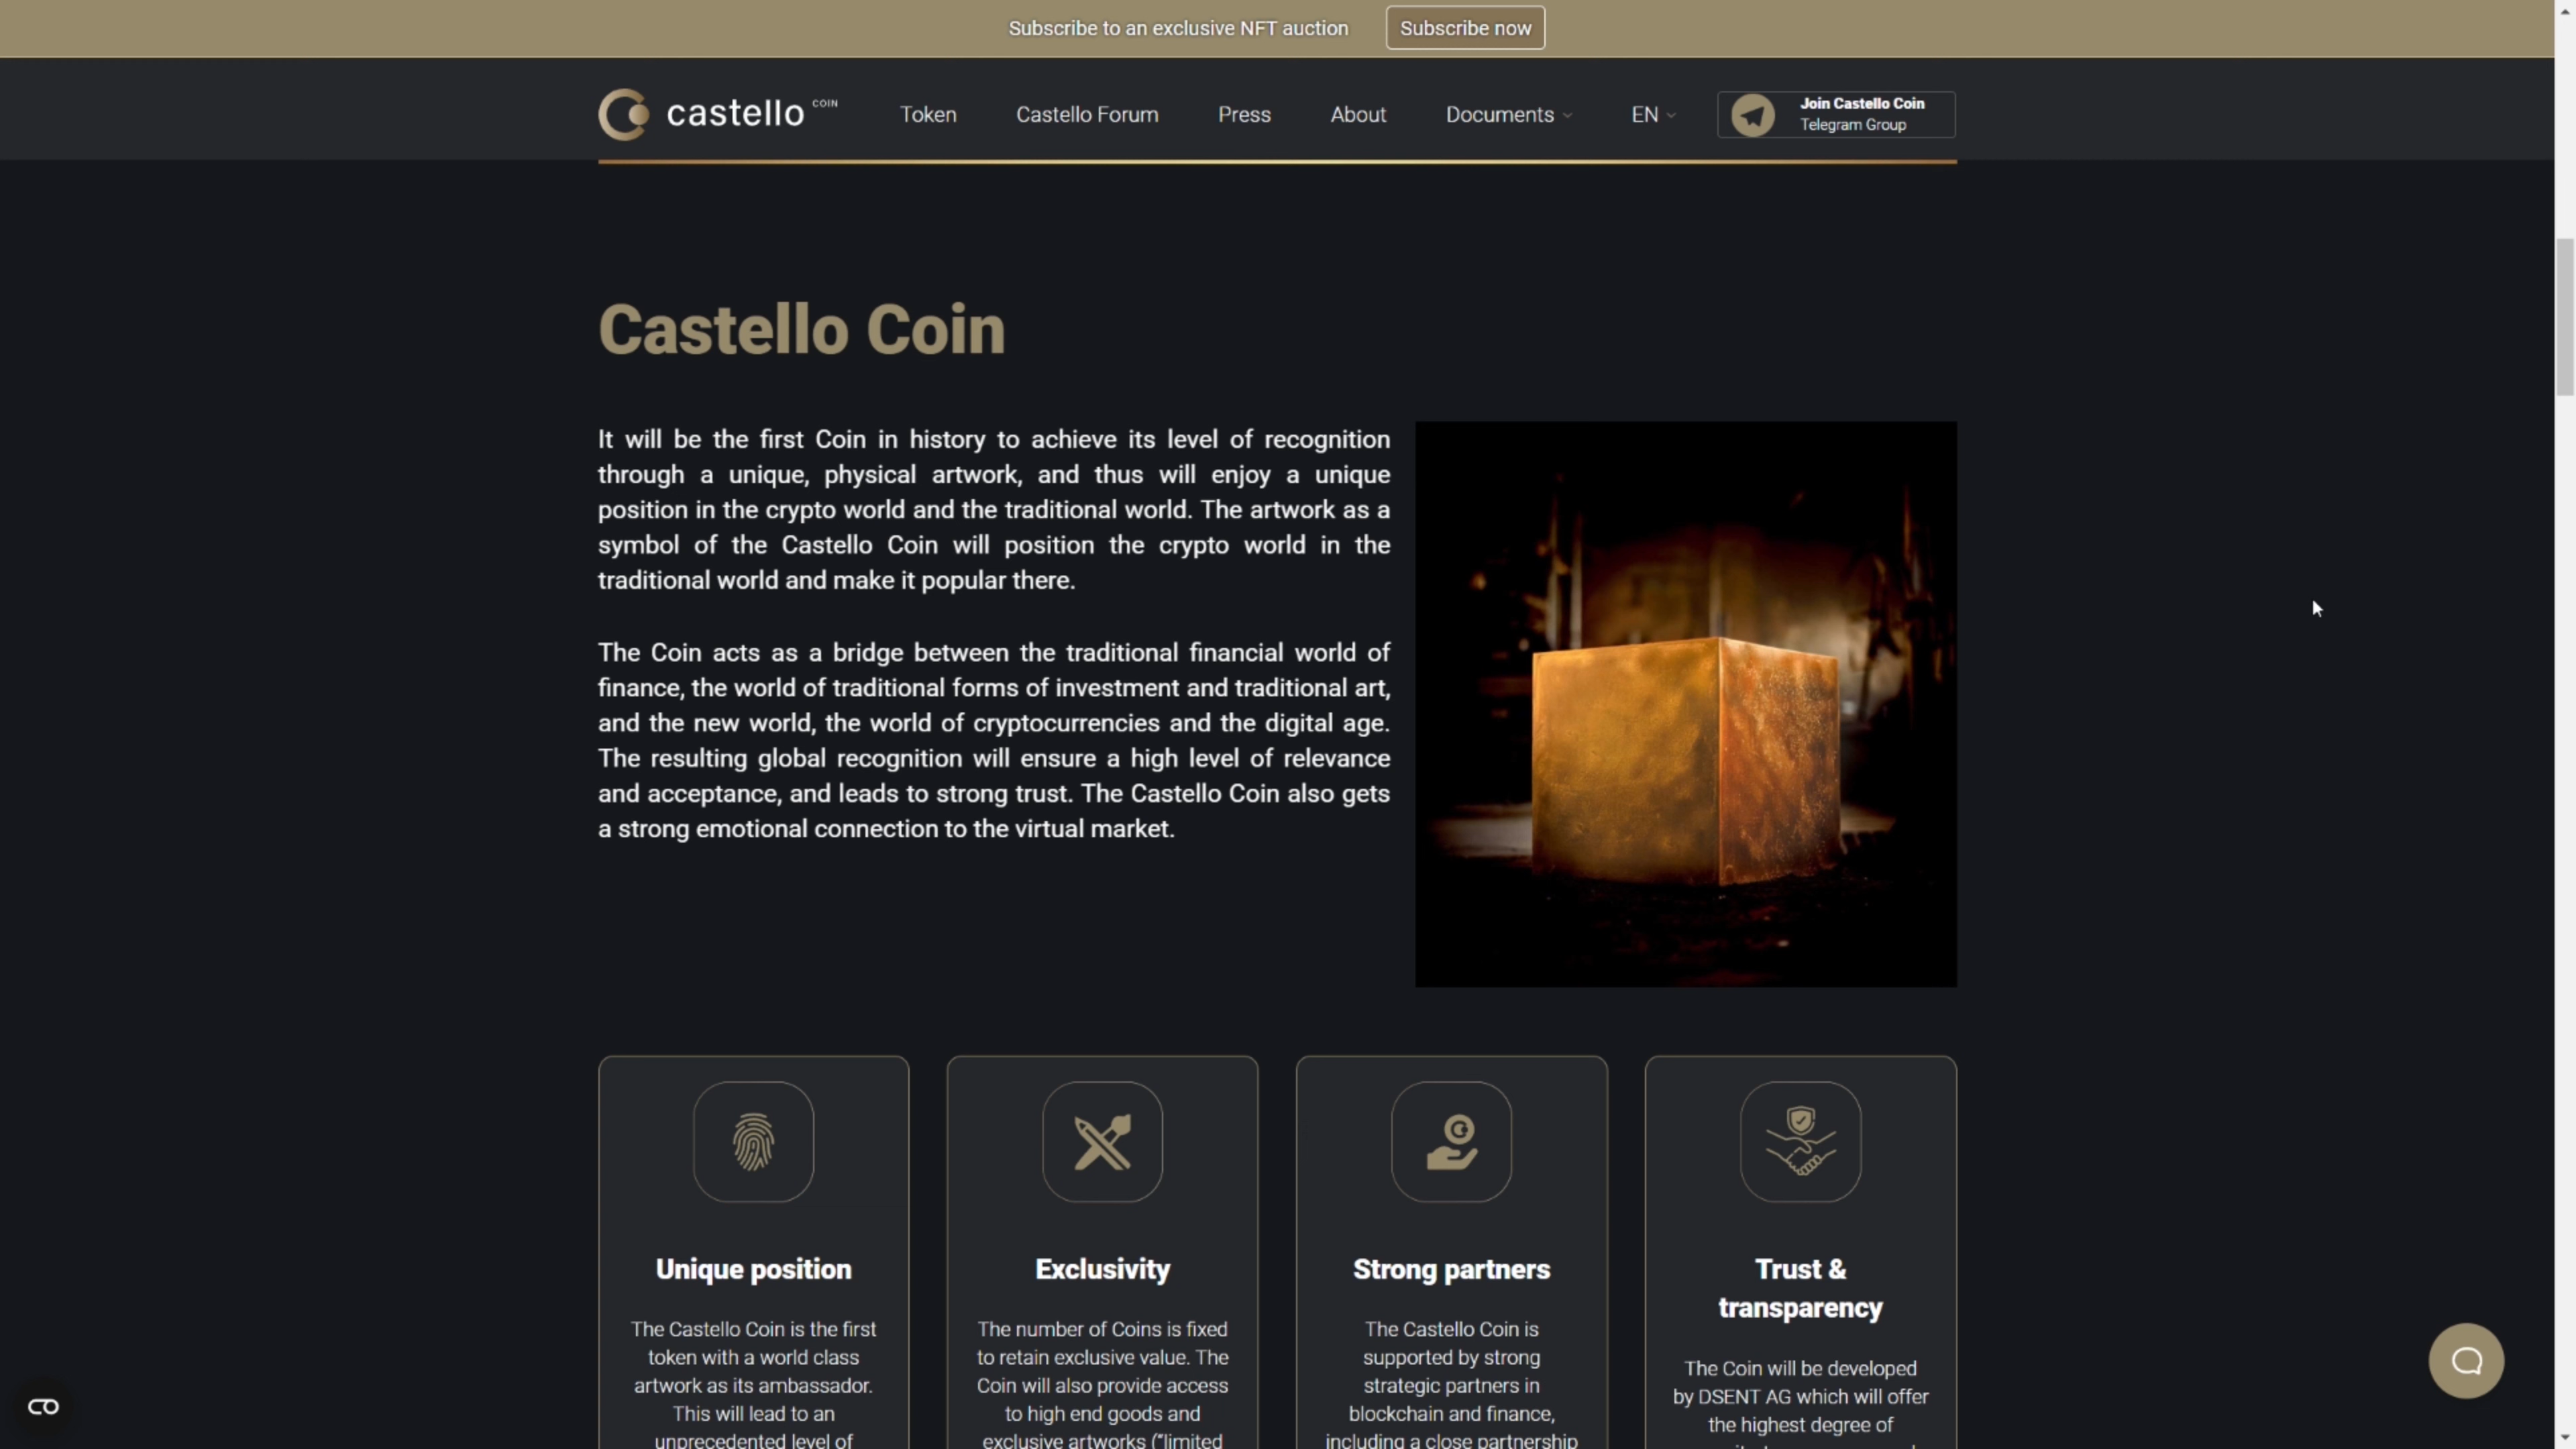 Subscribe to an exclusive NFT auction
Subscribe now
castello COIN
Token
Castello Forum
Press
About
Documents
EN
Join Castello Coin
Telegram Group
Castello Coin
It will be the first Coin in history to achieve its level of recognition
through a unique, physical artwork, and thus will enjoy a unique
position in the crypto world and the traditional world. The artwork as a
symbol of the Castello Coin will position the crypto world in the
traditional world and make it popular there.
The Coin acts as a bridge between the traditional financial world of
finance, the world of traditional forms of investment and traditional art,
and the new world, the world of cryptocurrencies and the digital age.
The resulting global recognition will ensure a high level of relevance
and acceptance, and leads to strong trust. The Castello Coin also gets
a strong emotional connection to the virtual market.
Unique position
The Castello Coin is the first
token with a world class
artwork as its ambassador.
This will lead to an
unprecedented level of
Exclusivity
The number of Coins is fixed
to retain exclusive value. The
Coin will also provide access
to high end goods and
exclusive artworks ("limited
Strong partners
The Castello Coin is
supported by strong
strategic partners in
blockchain and finance,
including a close partnership
Trust &
transparency
The Coin will be developed
by DSENT AG which will offer
the highest degree of